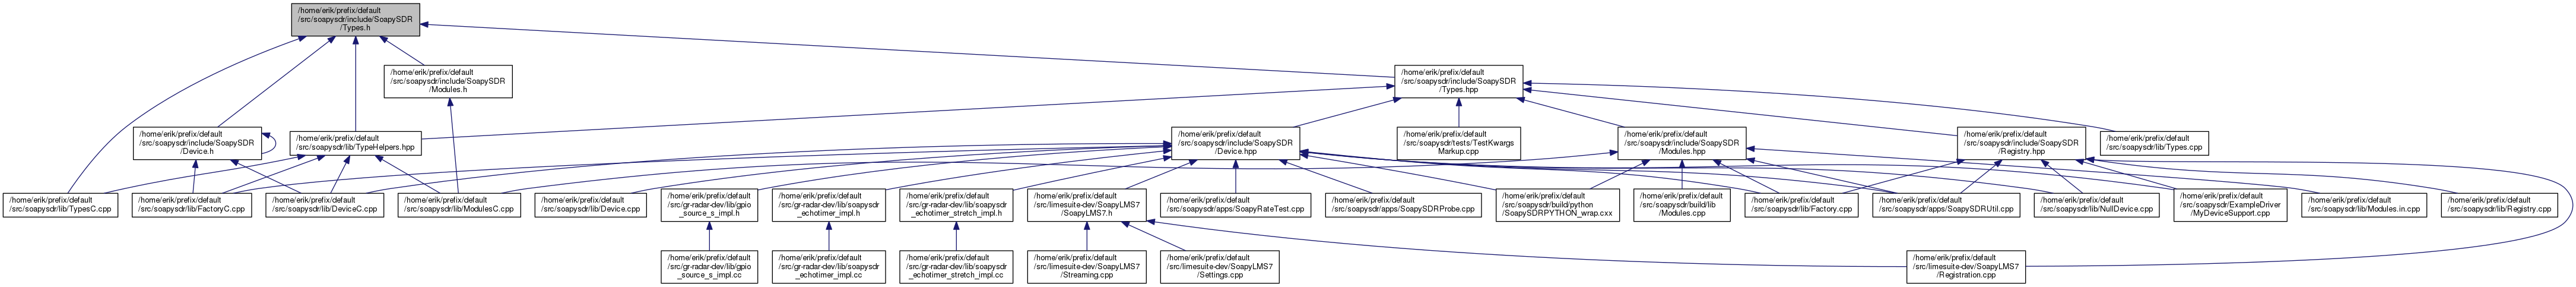 /home/erik/prefix/default
/src/soapysdr/include/SoapySDR
/Types.h
/home/erik/prefix/default
/src/soapysdr/include/SoapySDR
/Modules.h
/home/erik/prefix/default
/src/soapysdr/include/SoapySDR
/Types.hpp
/home/erik/prefix/default
/src/soapysdr/include/SoapySDR
/Device.h
/home/erik/prefix/default
/src/soapysdr/lib/TypeHelpers.hpp
/home/erik/prefix/default
/src/soapysdr/include/SoapySDR
/Device.hpp
/home/erik/prefix/default
/src/soapysdr/tests/TestKwargs
Markup.cpp
/home/erik/prefix/default
/src/soapysdr/include/SoapySDR
/Modules.hpp
/home/erik/prefix/default
/src/soapysdr/include/SoapySDR
/Registry.hpp
/home/erik/prefix/default
/src/soapysdr/lib/Types.cpp
/home/erik/prefix/default
/src/soapysdr/lib/TypesC.cpp
/home/erik/prefix/default
/src/soapysdr/lib/FactoryC.cpp
/home/erik/prefix/default
/src/soapysdr/lib/DeviceC.cpp
/home/erik/prefix/default
/src/soapysdr/lib/ModulesC.cpp
/home/erik/prefix/default
/src/soapysdr/lib/Device.cpp
/home/erik/prefix/default
/src/gr-radar-dev/lib/gpio
_source_s_impl.h
/home/erik/prefix/default
/src/gr-radar-dev/lib/soapysdr
_echotimer_impl.h
/home/erik/prefix/default
/src/gr-radar-dev/lib/soapysdr
_echotimer_stretch_impl.h
/home/erik/prefix/default
/src/limesuite-dev/SoapyLMS7
/SoapyLMS7.h
/home/erik/prefix/default
/src/soapysdr/apps/SoapyRateTest.cpp
/home/erik/prefix/default
/src/soapysdr/apps/SoapySDRProbe.cpp
/home/erik/prefix/default
/src/soapysdr/build/python
/SoapySDRPYTHON_wrap.cxx
/home/erik/prefix/default
/src/soapysdr/build/lib
/Modules.cpp
/home/erik/prefix/default
/src/soapysdr/lib/Factory.cpp
/home/erik/prefix/default
/src/soapysdr/apps/SoapySDRUtil.cpp
/home/erik/prefix/default
/src/soapysdr/lib/NullDevice.cpp
/home/erik/prefix/default
/src/soapysdr/ExampleDriver
/MyDeviceSupport.cpp
/home/erik/prefix/default
/src/soapysdr/lib/Modules.in.cpp
/home/erik/prefix/default
/src/soapysdr/lib/Registry.cpp
/home/erik/prefix/default
/src/gr-radar-dev/lib/gpio
_source_s_impl.cc
/home/erik/prefix/default
/src/gr-radar-dev/lib/soapysdr
_echotimer_impl.cc
/home/erik/prefix/default
/src/gr-radar-dev/lib/soapysdr
_echotimer_stretch_impl.cc
/home/erik/prefix/default
/src/limesuite-dev/SoapyLMS7
/Streaming.cpp
/home/erik/prefix/default
/src/limesuite-dev/SoapyLMS7
/Settings.cpp
/home/erik/prefix/default
/src/limesuite-dev/SoapyLMS7
/Registration.cpp